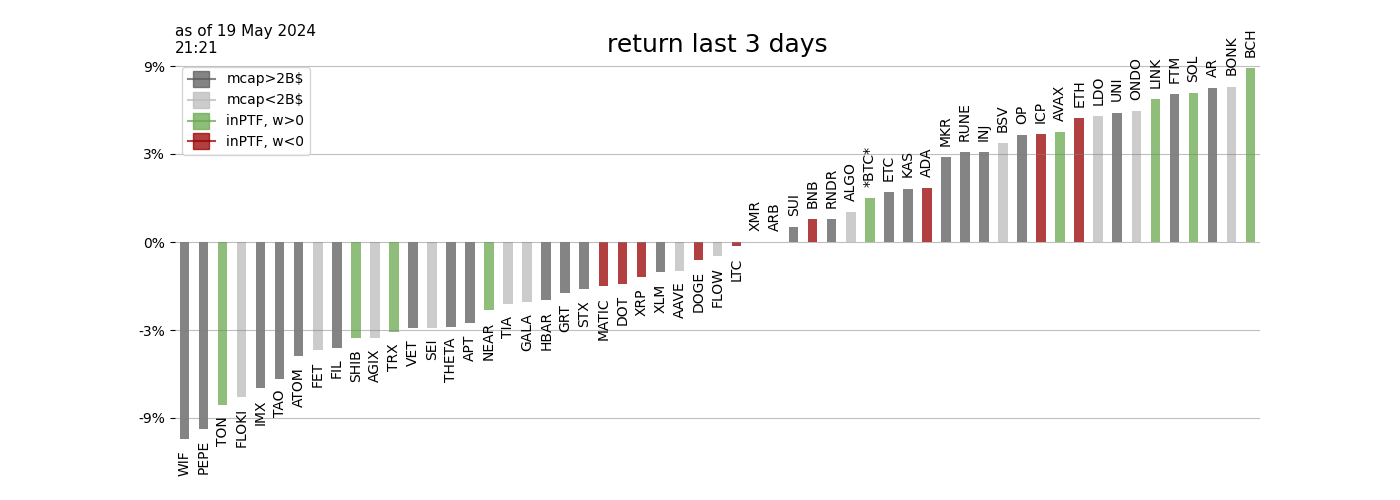 as of 19 May 2024
21:21
return last 3 days
mcap>2B$
mcap<2B$
inPTF, w>0
inPTF, w<0
9%
3%
0%
-3%
-9%
WIF
PEPE
TON
FLOKI
IMX
TAO
ATOM
FET
FIL
SHIB
AGIX
TRX
VET
SEI
THETA
APT
NEAR
TIA
GALA
HBAR
GRT
STX
MATIC
DOT
XRP
XLM
AAVE
DOGE
FLOW
LTC
XMR
ARB
SUI
BNB
RNDR
ALGO
*BTC*
ETC
KAS
ADA
MKR
RUNE
INJ
BSV
OP
ICP
AVAX
ETH
LDO
UNI
ONDO
LINK
FTM
SOL
AR
BONK
BCH